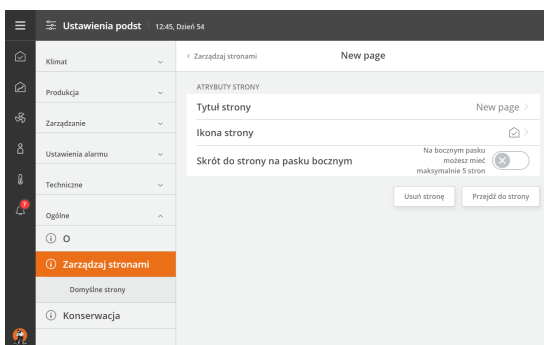 Ustawienia podst
12:45, Dzień 54
Klimat
Produkcja
Zarządzanie
Ustawienia alarmu
Techniczne
7
Ogólne
O
Zarządzaj stronami
Domyślne strony
Konserwacja
< Zarządzaj stronami
New page
ATRYBUTY STRONY
Tytuł strony
New page >
Ikona strony
Skrót do strony na pasku bocznym
Na bocznym pasku
możesz mieć
maksymalnie 5 stron
Usuń stronę
Przejdź do strony